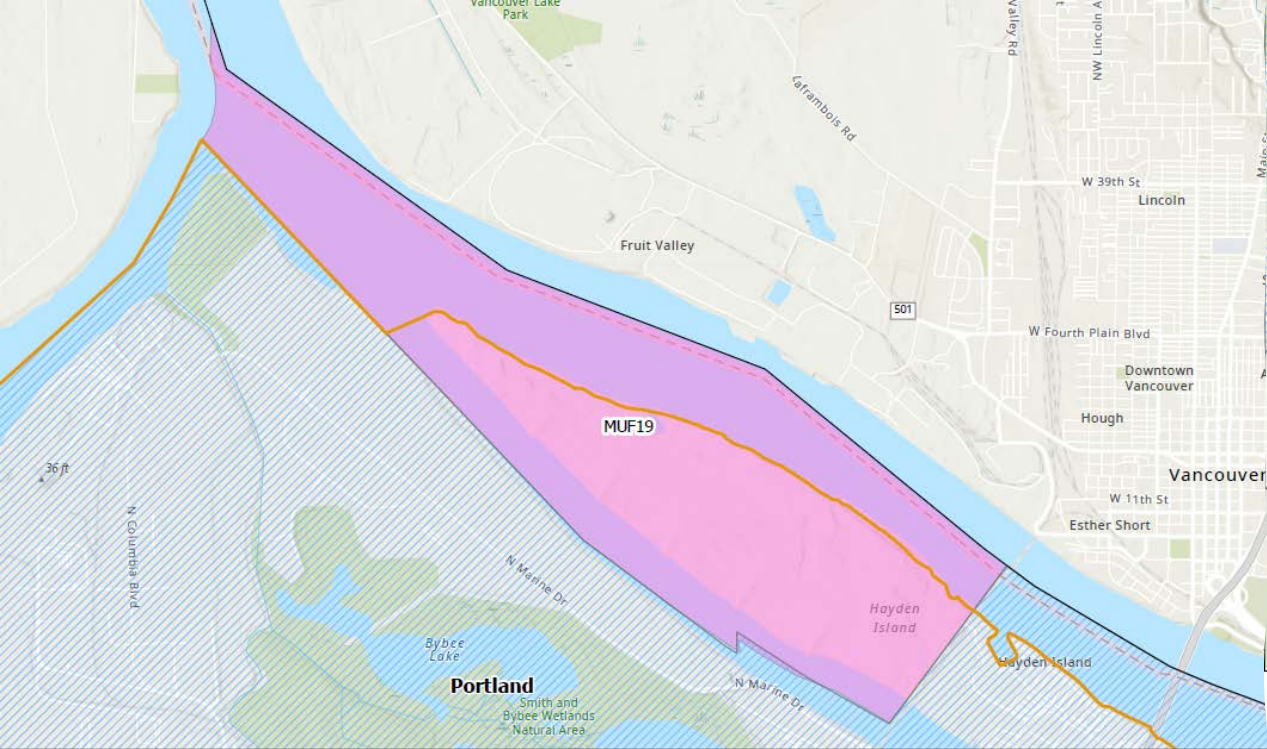 Vancouver Lake
Park
Valley Rd
NW Lincoln A
Laframbois Rd
W 39th St
Lincoln
Main St
Fruit Valley
501
W Fourth Plain Blvd
Downtown
Vancouver
Hough
MUF19
36 ft
Vancouver
W 11th St
Esther Short
N Columbia Blvd
N Marine Dr
Hayden
Island
Bybee
Lake
Hayden Island
Portland
N Marine Dr
Smith and
Bybee Wetlands
Natural Area